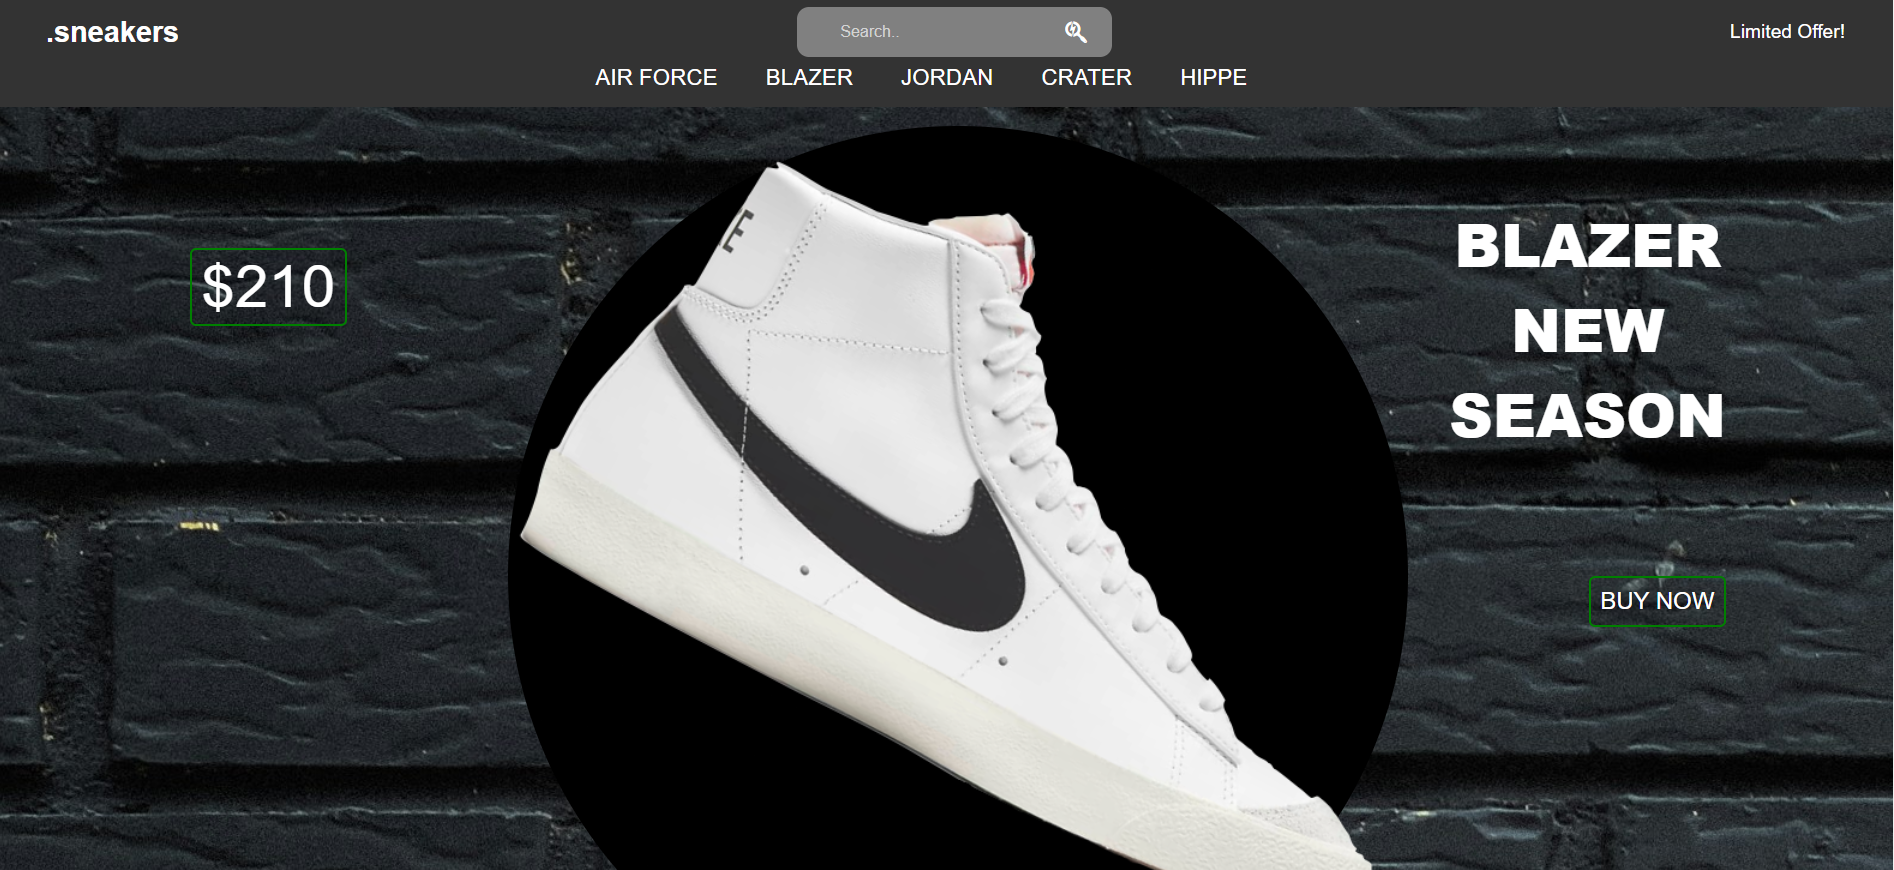 .sneakers
Search..
Limited Offer!
AIR FORCE BLAZER JORDAN CRATER HIPPE
$210
BLAZER
NEW
SEASON
BUY NOW